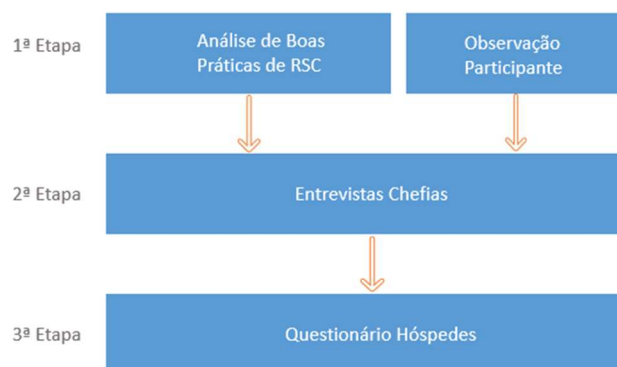 1ª Etapa
Análise de Boas
Práticas de RSC
Observação
Participante
2ª Etapa
Entrevistas Chefias
3ª Etapa
Questionário Hóspedes